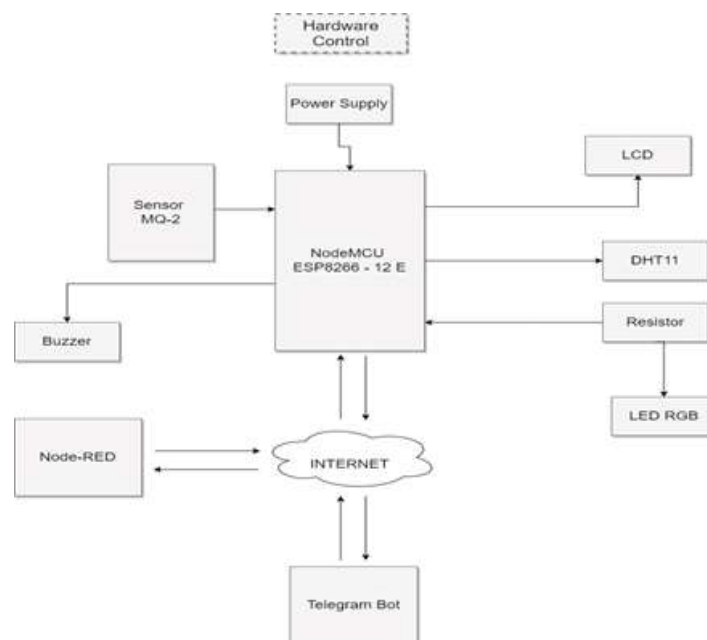 Hardware
Control
Power Supply
LCD
Sensor
MQ-2
NodeMCU
ESP8266 - 12 E
DHT11
Resistor
Buzzer
LED RGB
Node-RED
INTERNET
Telegram Bot